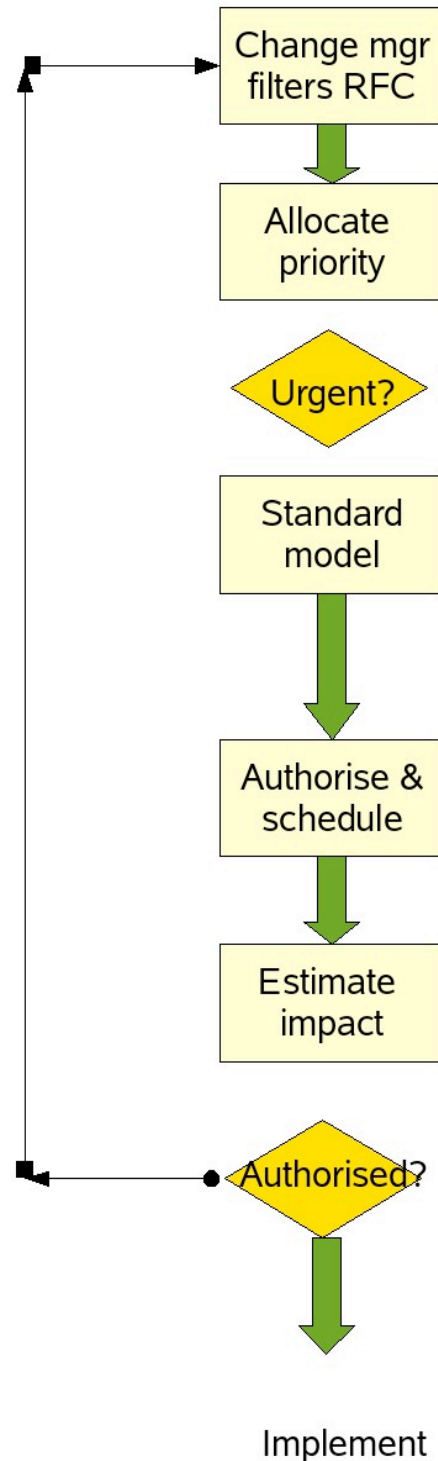 Change mgr
filters RFC
Allocate
priority
Urgent?
Standard
model
Authorise &
schedule
Estimate
impact
Authorised?
Implement